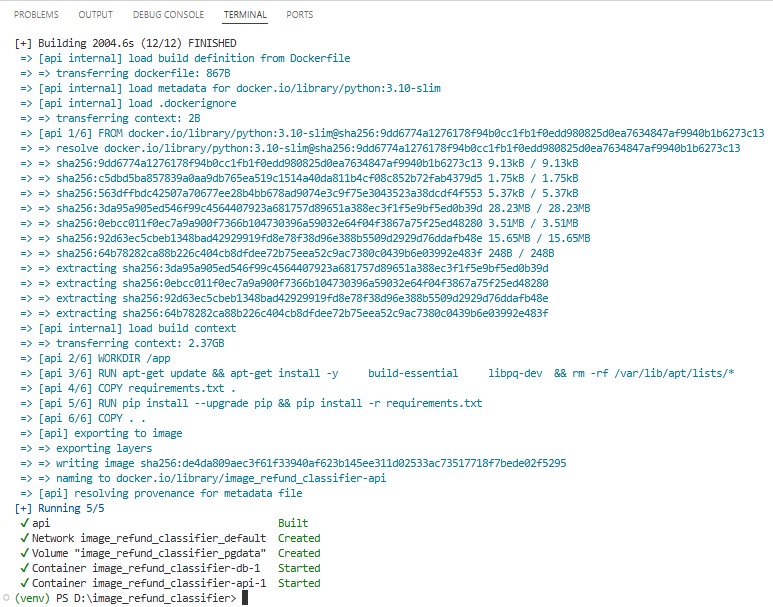 PROBLEMS OUTPUT DEBUG CONSOLE TERMINAL PORTS
[+] Building 2004.6s (12/12) FINISHED
=> [api internal] load build definition from Dockerfile
=> => transferring dockerfile: 867B
=> [api internal] load metadata for docker.io/library/python:3.10-slim
=> [api internal] load .dockerignore
=> => transferring context: 2B
=> [api 1/6] FROM docker.io/library/python:3.10-slim@sha256:9dd6774a1276178f94b0cc1fb1f0edd980825d0ea7634847af9940b1b6273c13
=> => resolve docker.io/library/python:3.10-slim@sha256:9dd6774a1276178f94b0cc1fb1f0edd980825d0ea7634847af9940b1b6273c13
=> => sha256:9dd6774a1276178f94b0cc1fb1f0edd980825d0ea7634847af9940b1b6273c13 9.13kB / 9.13kB
=> => sha256:c5dbd5ba857839a0aa9db765ea519c1514a40da811b4cf08c852b72fab4379d5 1.75kB / 1.75kB
=> => sha256:563dffbdc42507a70677ee28b4bb678ad9074e3c9f75e3043523a38dcdf4f553 5.37kB / 5.37kB
=> => sha256:3da95a905ed546f99c4564407923a681757d89651a388ec3f1f5e9bf5ed0b39d 28.23MB / 28.23MB
=> => sha256:0ebcc011f0ec7a9a900f7366b104730396a59032e64f04f3867a75f25ed48280 3.51MB / 3.51MB
=> => sha256:92d63ec5cbeb1348bad42929919fd8e78f38d96e388b5509d2929d76ddafb48e 15.65MB / 15.65MB
=> => sha256:64b78282ca88b226c404cb8dfdee72b75eea52c9ac7380c0439b6e03992e483f 248B / 248B
=> => extracting sha256:3da95a905ed546f99c4564407923a681757d89651a388ec3f1f5e9bf5ed0b39d
=> => extracting sha256:0ebcc011f0ec7a9a900f7366b104730396a59032e64f04f3867a75f25ed48280
=> => extracting sha256:92d63ec5cbeb1348bad42929919fd8e78f38d96e388b5509d2929d76ddafb48e
=> => extracting sha256:64b78282ca88b226c404cb8dfdee72b75eea52c9ac7380c0439b6e03992e483f
=> [api internal] load build context
=> => transferring context: 2.37GB
=> [api 2/6] WORKDIR /app
=> [api 3/6] RUN apt-get update && apt-get install -y     build-essential     libpq-dev  && rm -rf /var/lib/apt/lists/*
=> [api 4/6] COPY requirements.txt .
=> [api 5/6] RUN pip install --upgrade pip && pip install -r requirements.txt
=> [api 6/6] COPY . .
=> [api] exporting to image
=> => exporting layers
=> => writing image sha256:de4da809aec3f61f33940af623b145ee311d02533ac73517718f7bede02f5295
=> => naming to docker.io/library/image_refund_classifier-api
=> [api] resolving provenance for metadata file
[+] Running 5/5
✓ api Built
✓ Network image_refund_classifier_default Created
✓ Volume "image_refund_classifier_pgdata" Created
✓ Container image_refund_classifier-db-1 Started
✓ Container image_refund_classifier-api-1 Started
(venv) PS D:\image_refund_classifier>